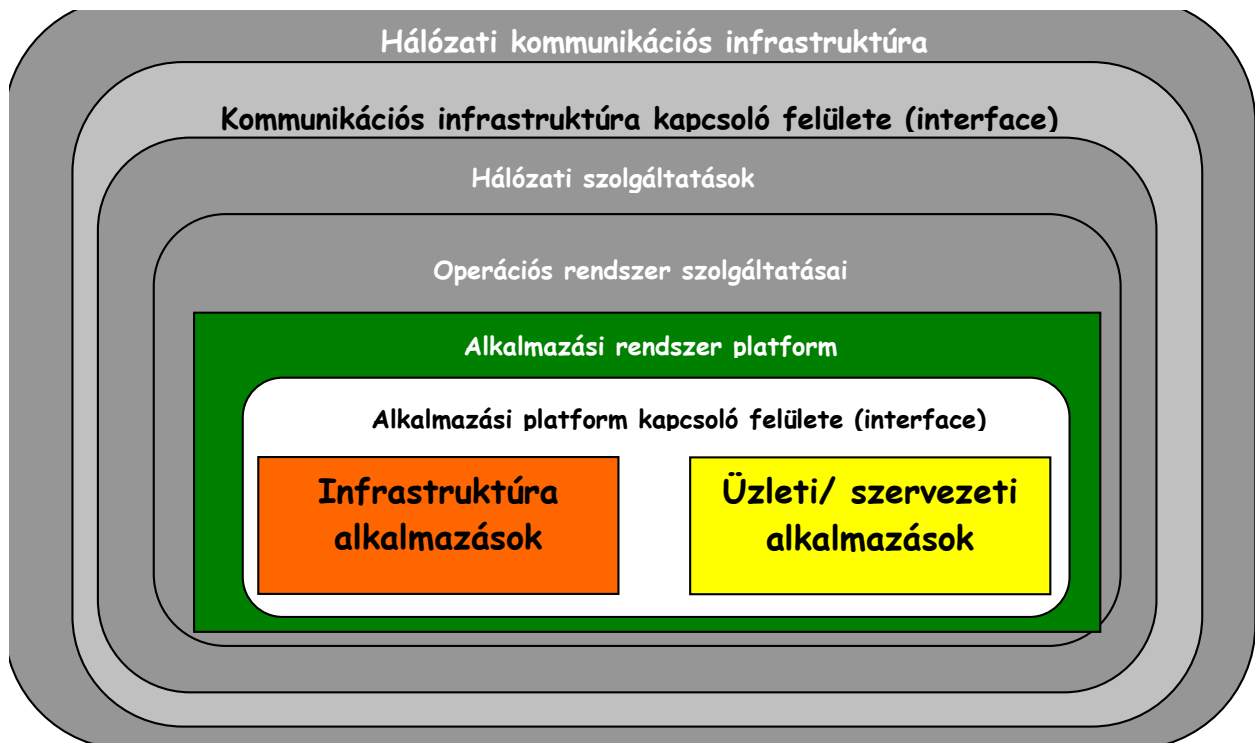 Hálózati kommunikációs infrastruktúra
Kommunikációs infrastruktúra kapcsoló felülete (interface)
Hálózati szolgáltatások
Operációs rendszer szolgáltatásai
Alkalmazási rendszer platform
Alkalmazási platform kapcsoló felülete (interface)
Infrastruktúra
alkalmazások
Üzleti/ szervezeti
alkalmazások